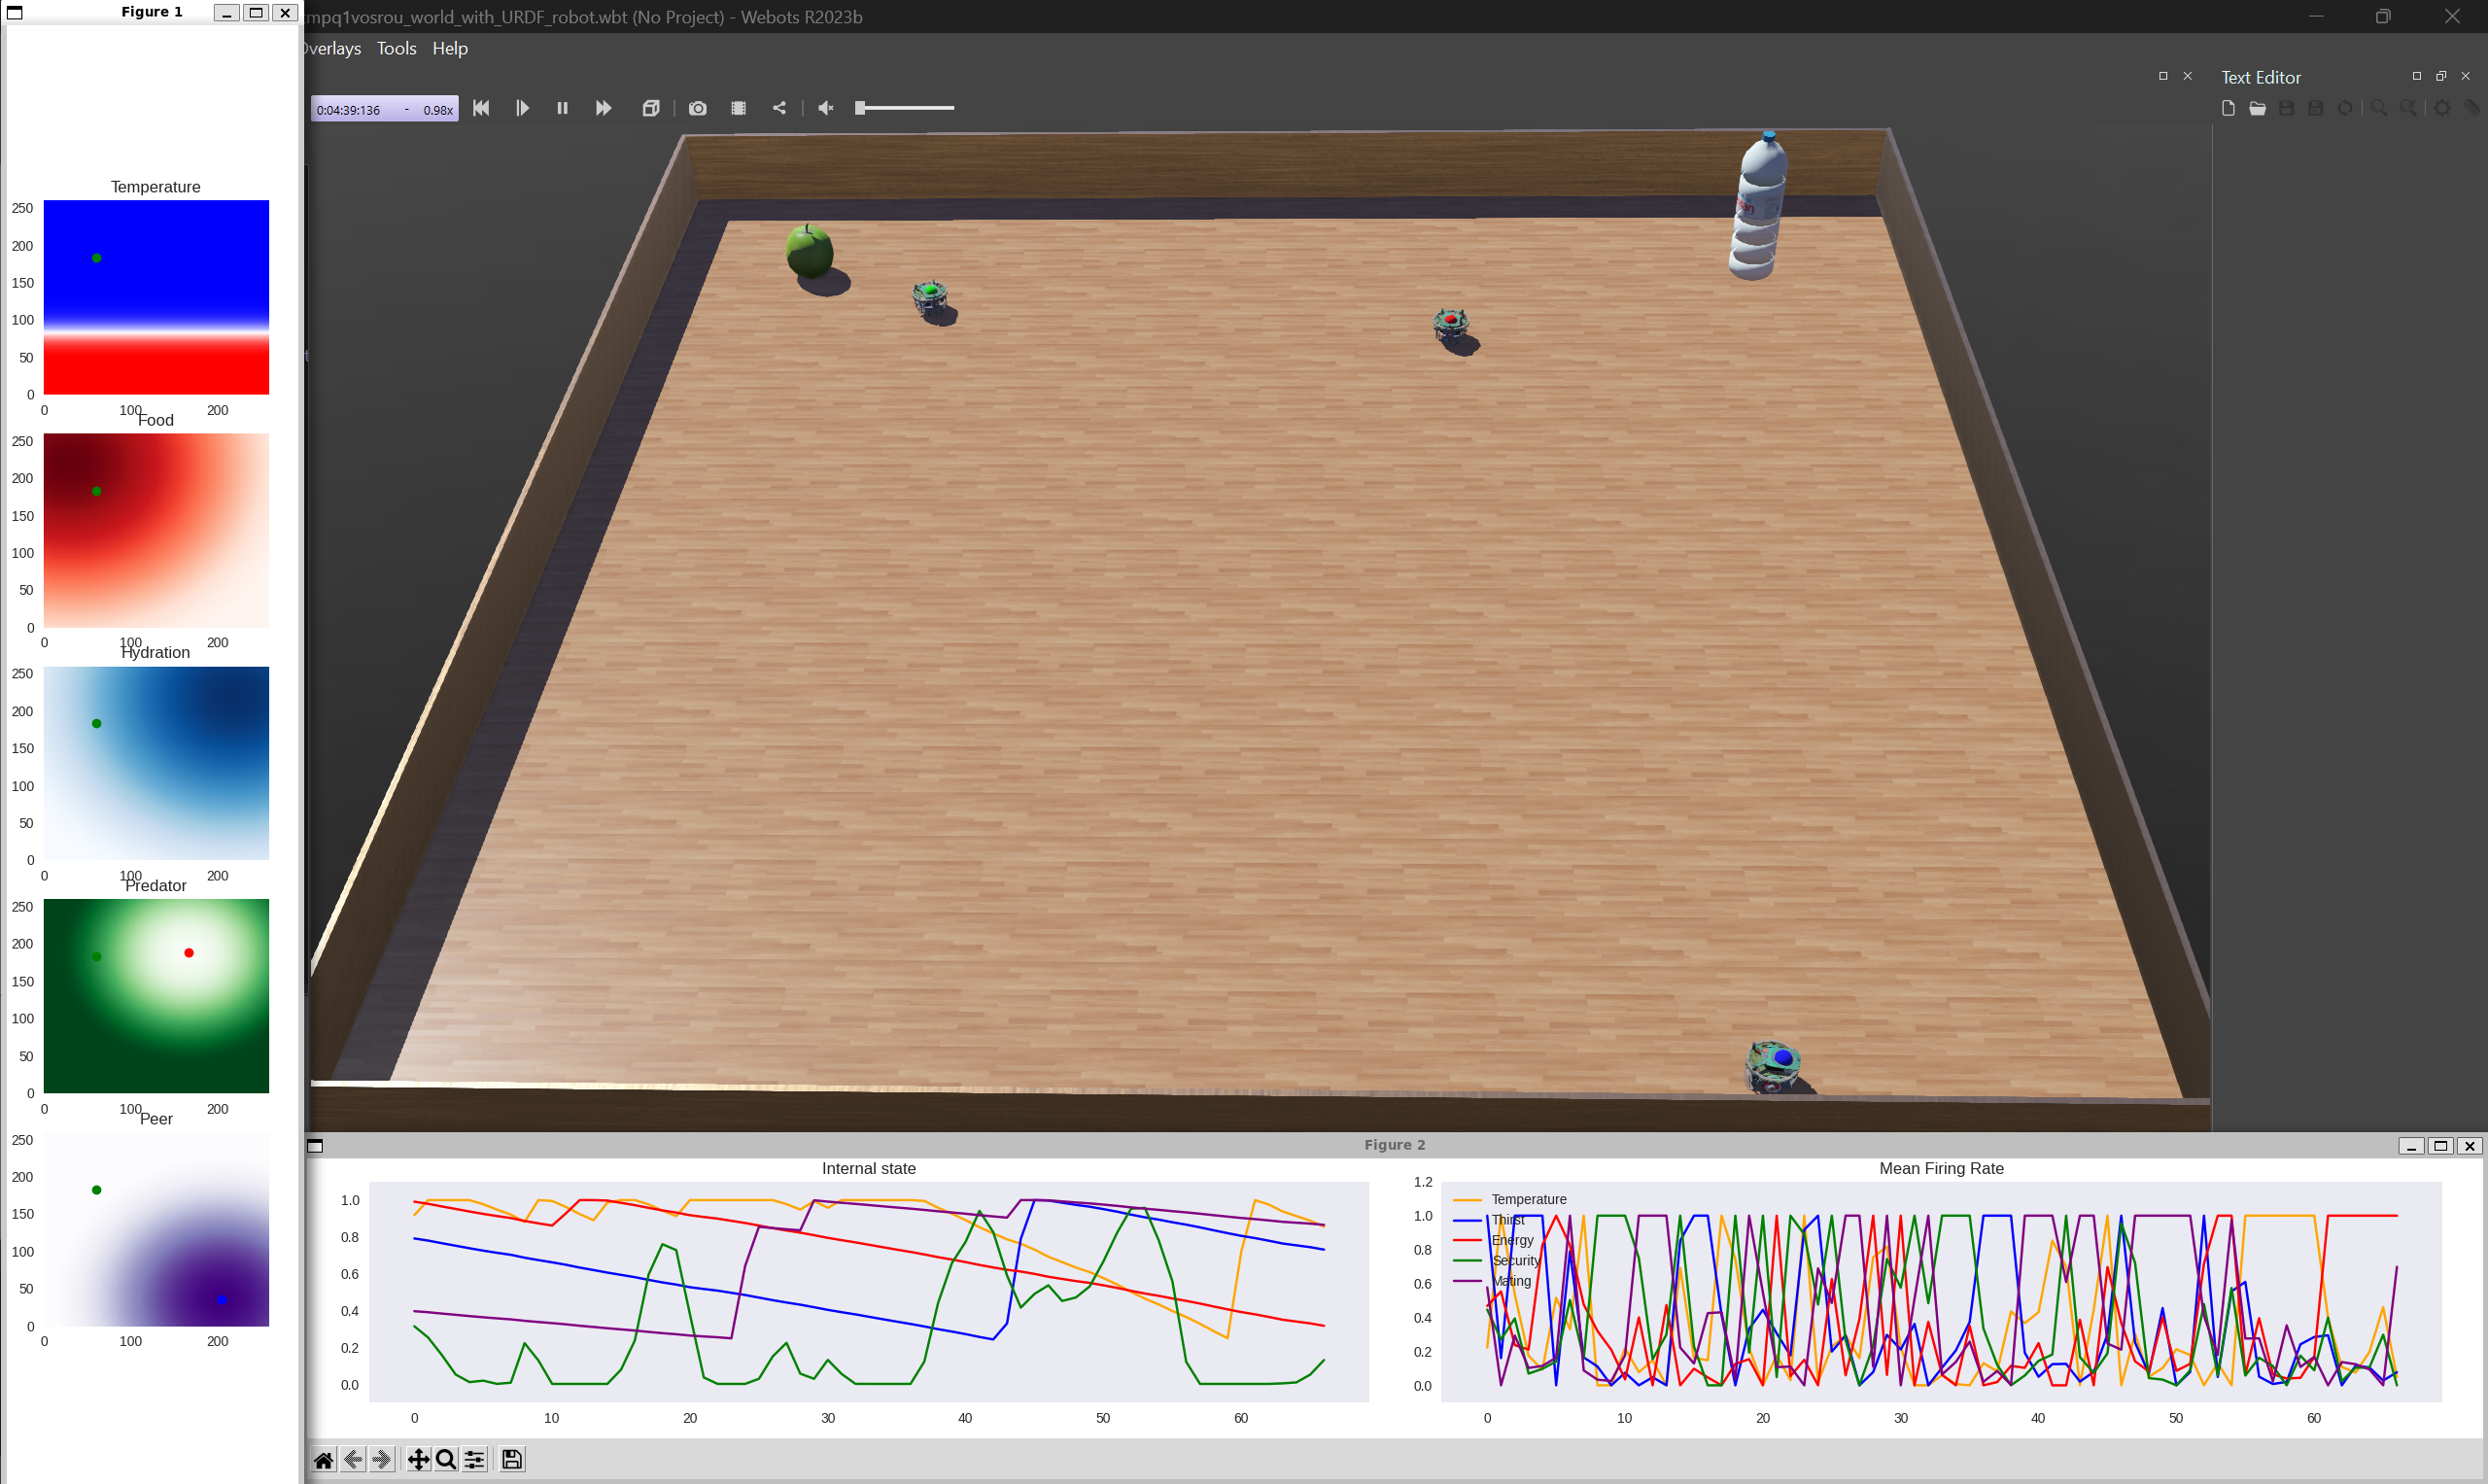 Figure 1
mpq1vosrou_world_with_URDF_robot.wbt (No Project) - Webots R2023b
Overlays Tools Help
Text Editor
0:04:39:136 - 0.98x
Temperature
250
200
150
100
50
0
0 100 200
Food
250
200
150
100
50
0
0 100 200
Hydration
250
200
150
100
50
0
0 100 200
Predator
250
200
150
100
50
0
0 100 200
Peer
250
200
150
100
50
0
0 100 200
Figure 2
Internal state
1.0
0.8
0.6
0.4
0.2
0.0
0 10 20 30 40 50 60
Mean Firing Rate
1.2
1.0
0.8
0.6
0.4
0.2
0.0
Temperature
Thirst
Energy
Security
Mating
0 10 20 30 40 50 60